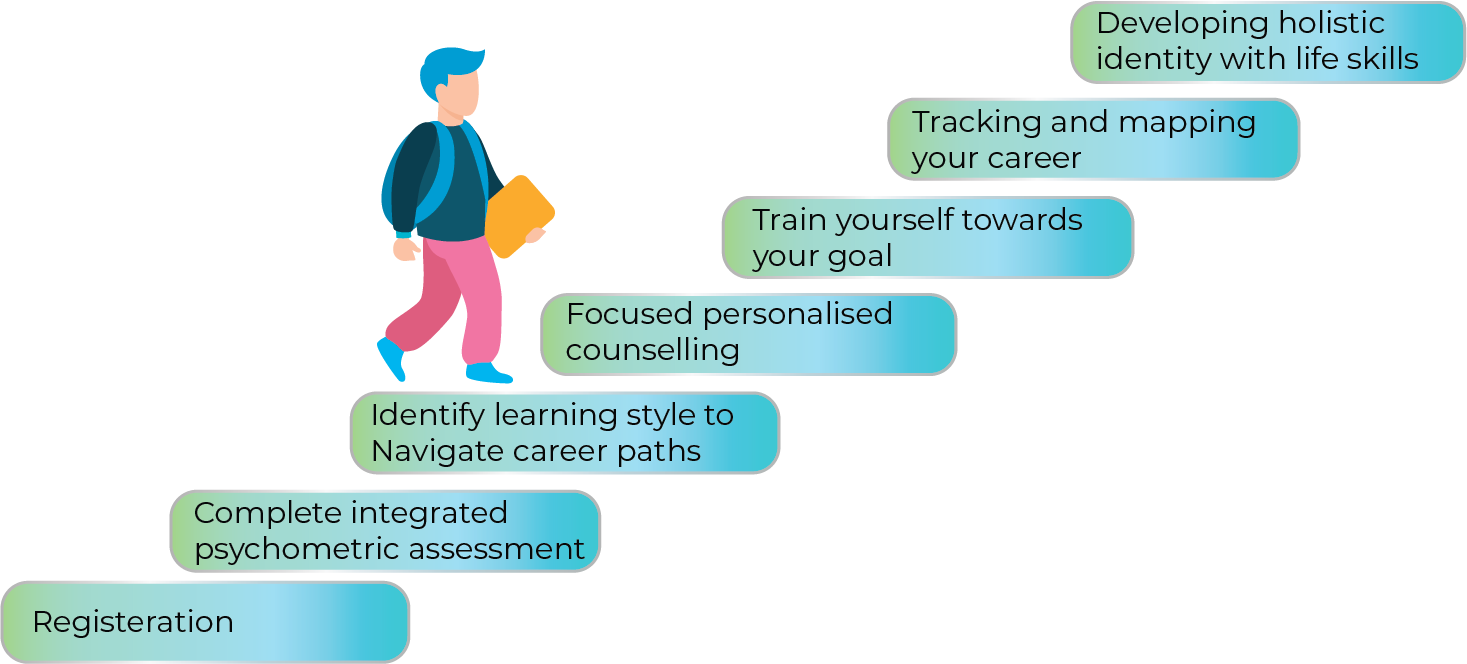 Developing holistic
identity with life skills
Tracking and mapping
your career
Train yourself towards
your goal
Focused personalised
counselling
Identify learning style to
Navigate career paths
Complete integrated
psychometric assessment
Registeration